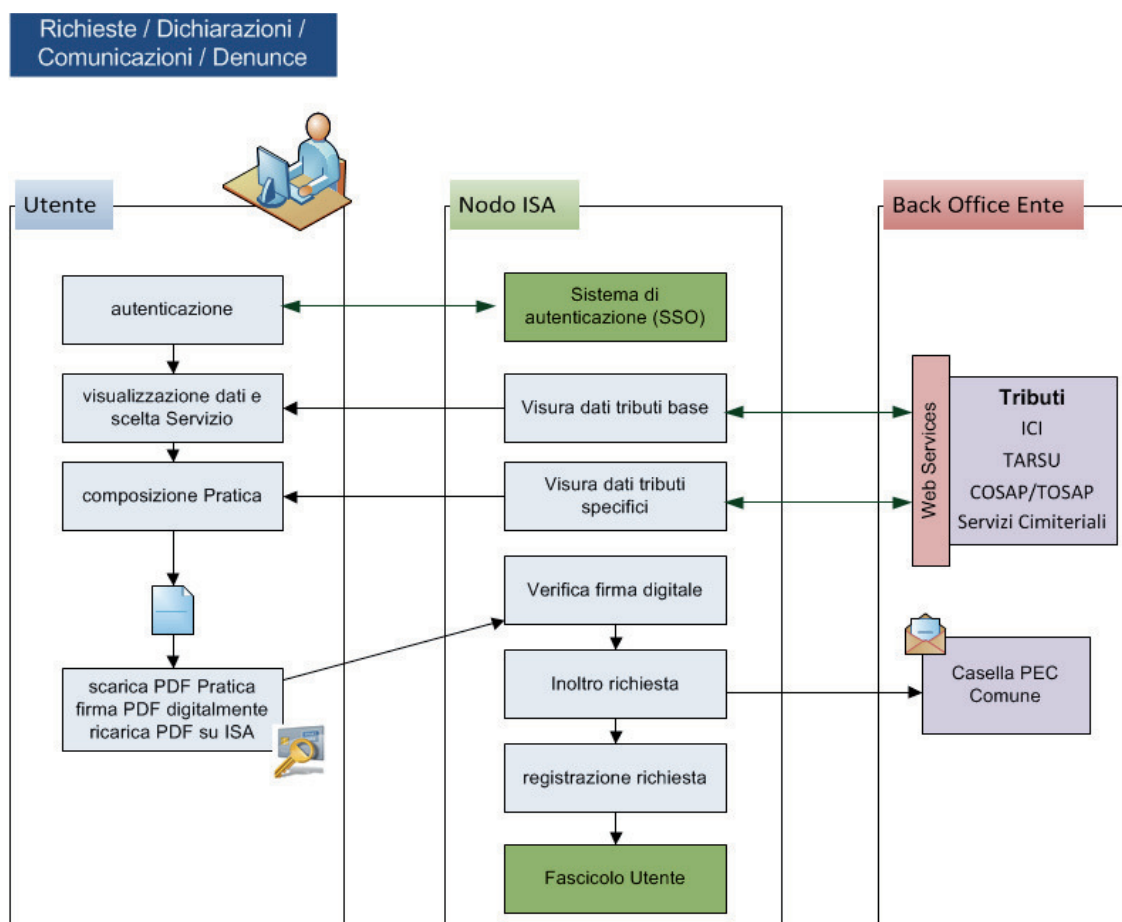 Richieste / Dichiarazioni /
Comunicazioni / Denunce
Utente
Nodo ISA
Back Office Ente
autenticazione
Sistema di
autenticazione (SSO)
visualizzazione dati e
scelta Servizio
Visura dati tributi base
composizione Pratica
Visura dati tributi
specifici
Web Services
Tributi
ICI
TARSU
COSAP/TOSAP
Servizi Cimiteriali
Verifica firma digitale
scarica PDF Pratica
firma PDF digitalmente
ricarica PDF su ISA
Inoltro richiesta
Casella PEC
Comune
registrazione richiesta
Fascicolo Utente